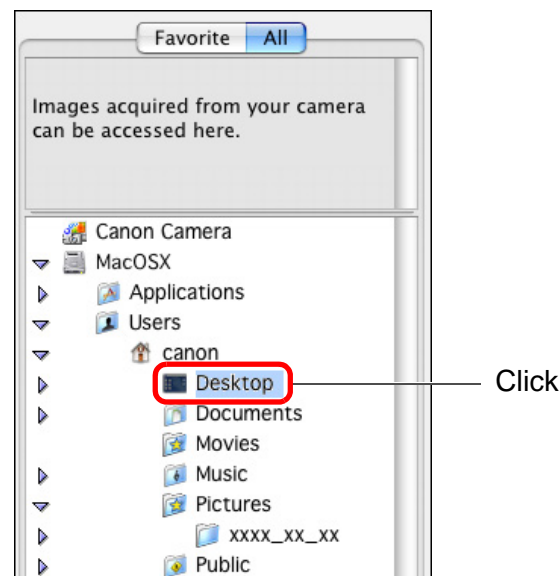 Favorite All
Images acquired from your camera
can be accessed here.
Canon Camera
MacOSX
Applications
Users
canon
Desktop
Click
Documents
Movies
Music
Pictures
xxxx_xx_xx
Public